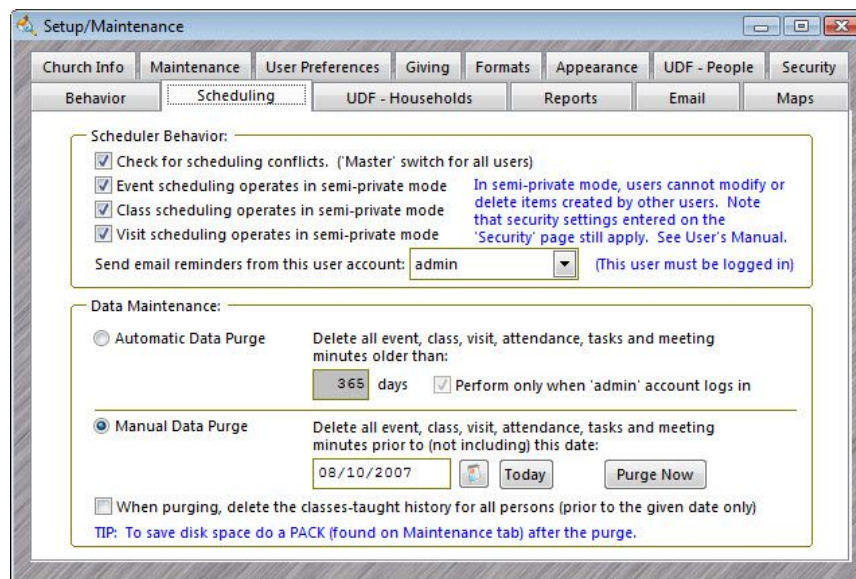 Setup/Maintenance
Church Info Maintenance User Preferences Giving Formats Appearance UDF - People Security
Behavior Scheduling UDF - Households Reports Email Maps
Scheduler Behavior:
Check for scheduling conflicts. ('Master' switch for all users)
Event scheduling operates in semi-private mode
Class scheduling operates in semi-private mode
Visit scheduling operates in semi-private mode
In semi-private mode, users cannot modify or
delete items created by other users. Note
that security settings entered on the
'Security' page still apply. See User's Manual.
Send email reminders from this user account: admin (This user must be logged in)
Data Maintenance:
Automatic Data Purge
Delete all event, class, visit, attendance, tasks and meeting
minutes older than:
365 days Perform only when 'admin' account logs in
Manual Data Purge
Delete all event, class, visit, attendance, tasks and meeting
minutes prior to (not including) this date:
08/10/2007 Today Purge Now
When purging, delete the classes-taught history for all persons (prior to the given date only)
TIP: To save disk space do a PACK (found on Maintenance tab) after the purge.